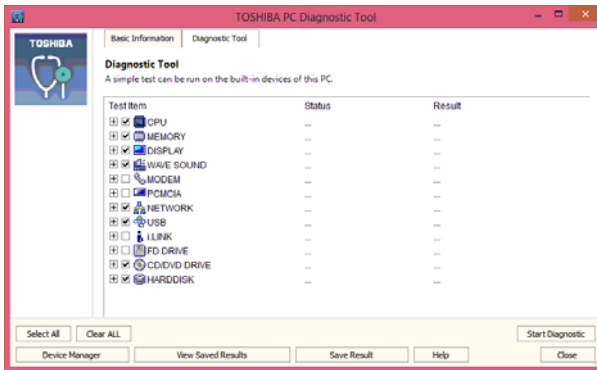 TOSHIBA PC Diagnostic Tool
TOSHIBA
Basic Information Diagnostic Tool
Diagnostic Tool
A simple test can be run on the built-in devices of this PC.
Test Item Status Result
CPU ... ...
MEMORY ... ...
DISPLAY ... ...
WAVE SOUND ... ...
MODEM ... ...
PCMCIA ... ...
NETWORK ... ...
USB ... ...
i.LINK ... ...
FD DRIVE ... ...
CD/DVD DRIVE ... ...
HARDDISK ... ...
Select All Clear ALL Start Diagnostic
Device Manager View Saved Results Save Result Help Close